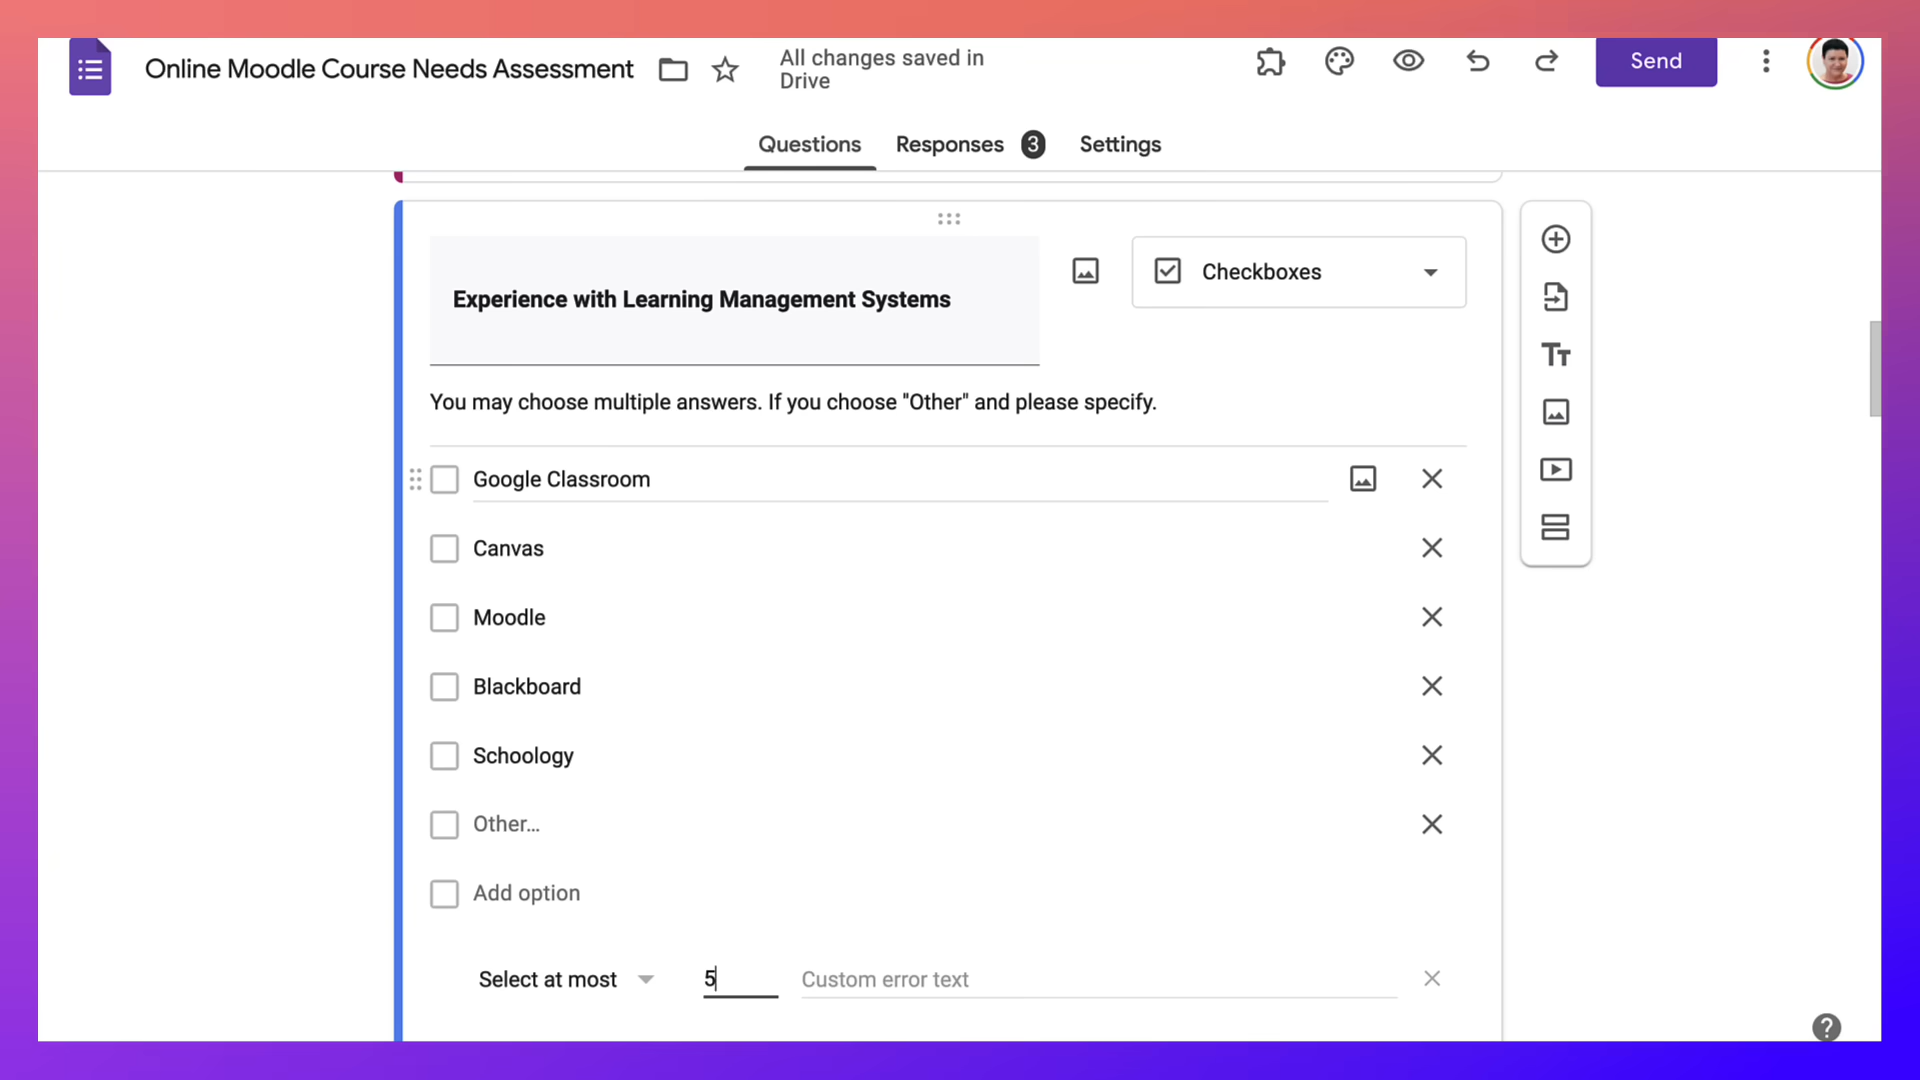 Online Moodle Course Needs Assessment
All changes saved in
Drive
Send
Questions
Responses 3
Settings
Experience with Learning Management Systems
Checkboxes
You may choose multiple answers. If you choose "Other" and please specify.
Google Classroom
Canvas
Moodle
Blackboard
Schoology
Other...
Add option
Select at most 5 Custom error text